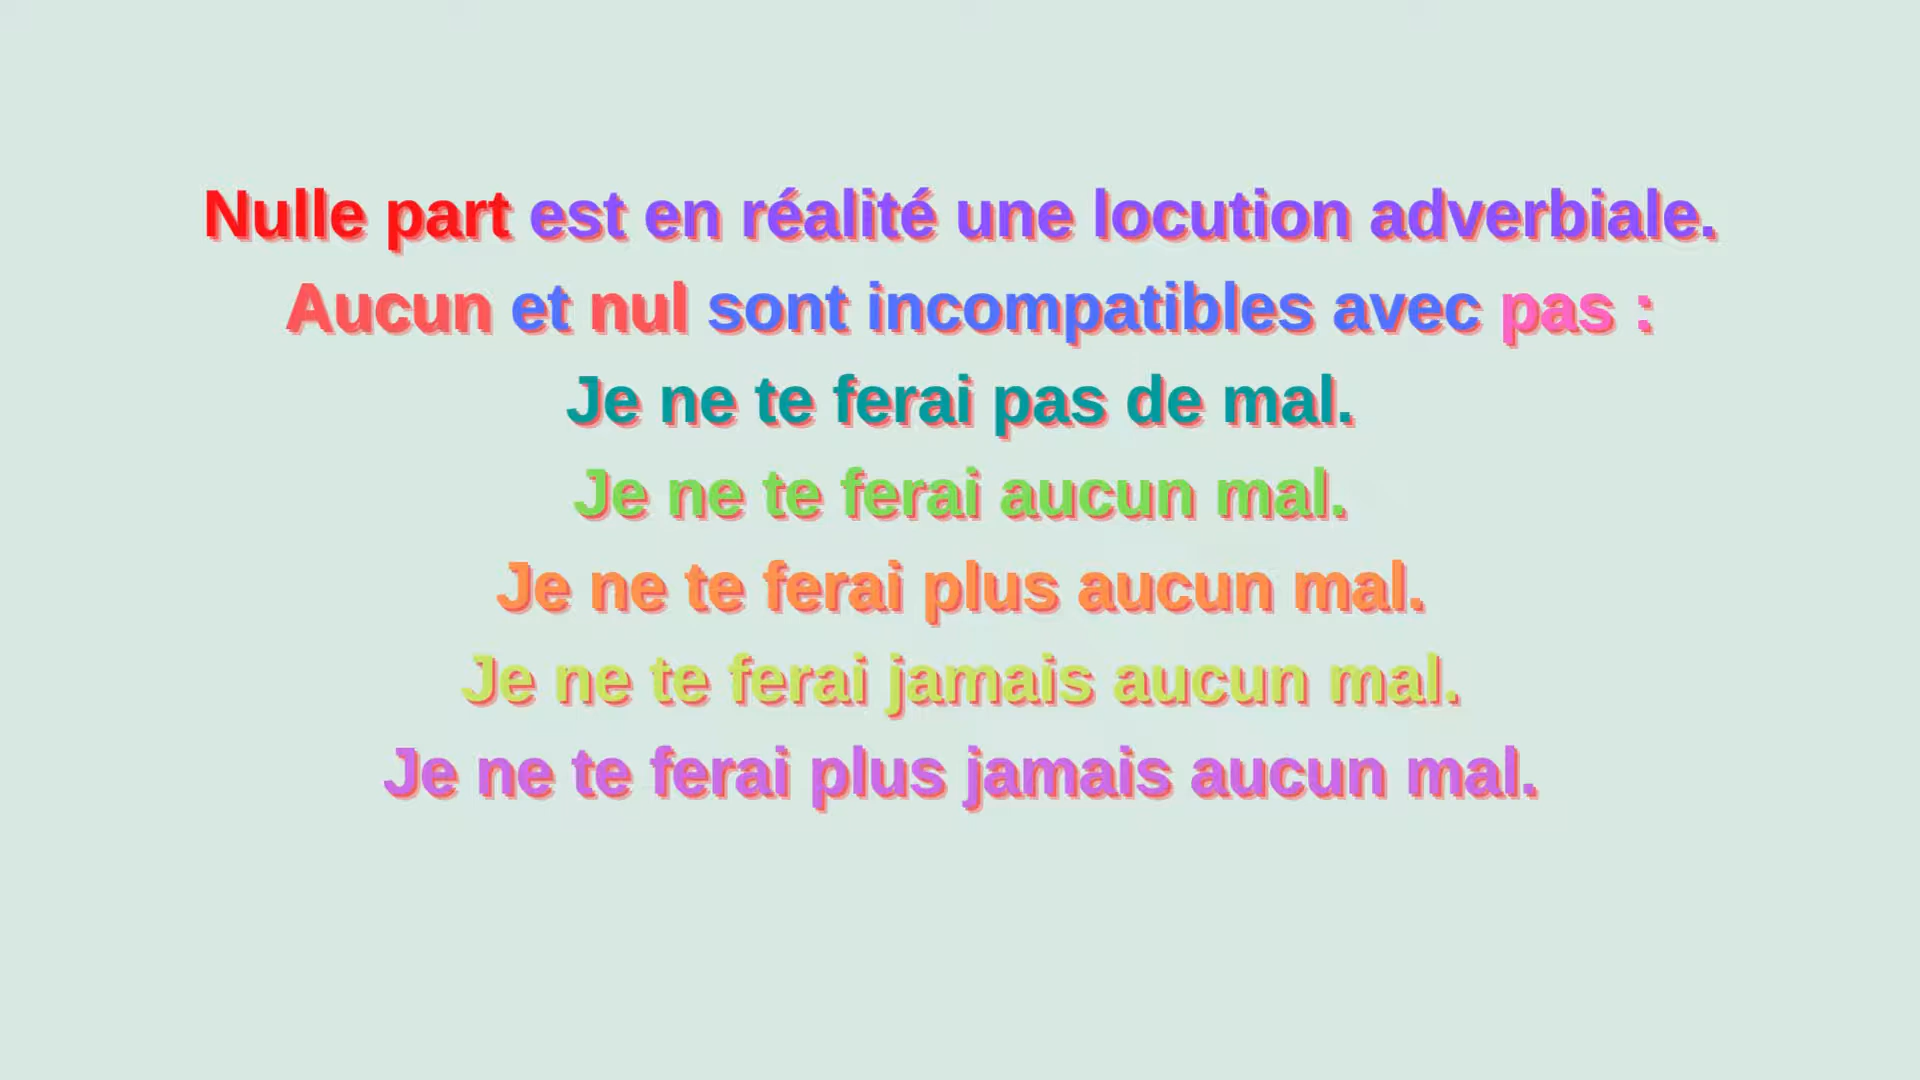 Nulle part est en réalité une locution adverbiale.
Aucun et nul sont incompatibles avec pas :
Je ne te ferai pas de mal.
Je ne te ferai aucun mal.
Je ne te ferai plus aucun mal.
Je ne te ferai jamais aucun mal.
Je ne te ferai plus jamais aucun mal.